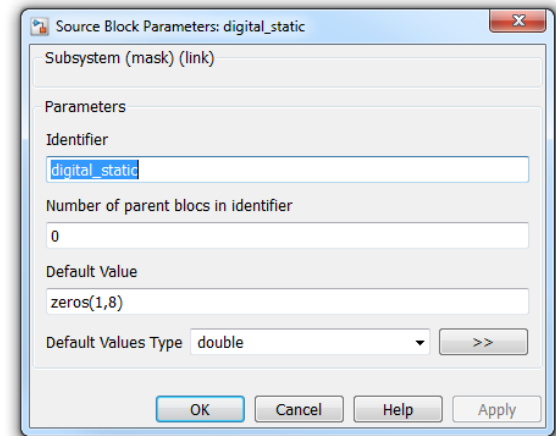 Source Block Parameters: digital_static
Subsystem (mask) (link)
Parameters
Identifier
digital_static
Number of parent blocs in identifier
0
Default Value
zeros(1,8)
Default Values Type double >>
OK Cancel Help Apply